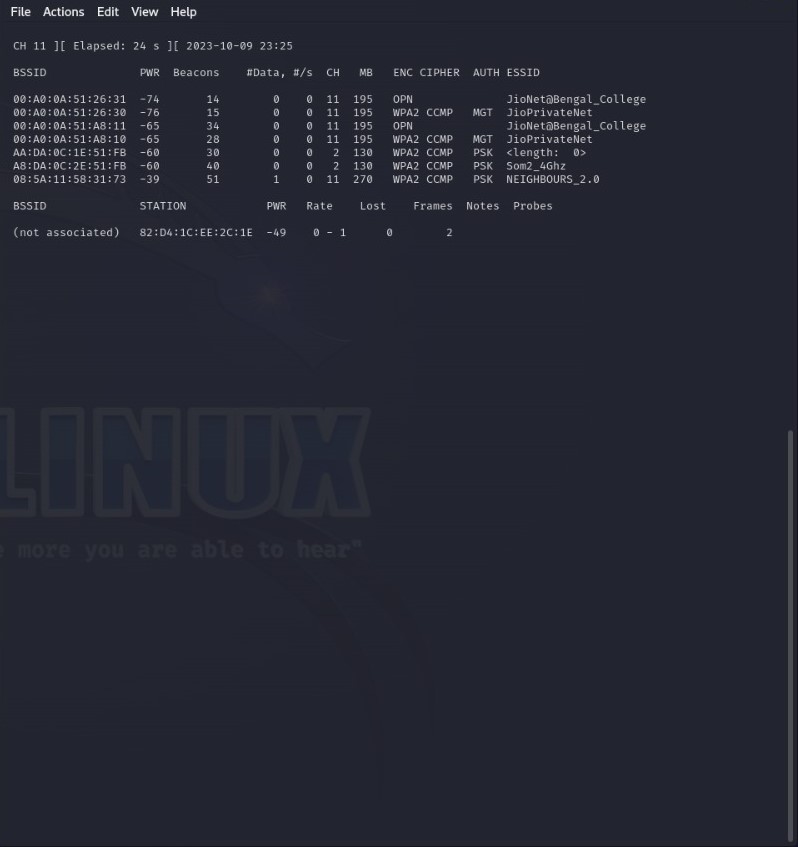 File Actions Edit View Help
CH 11 ][ Elapsed: 24 s ][ 2023-10-09 23:25
BSSID PWR Beacons #Data, #/s CH MB ENC CIPHER AUTH ESSID
00:A0:0A:51:26:31 -74 14 0 0 11 195 OPN JioNet@Bengal_College
00:A0:0A:51:26:30 -76 15 0 0 11 195 WPA2 CCMP MGT JioPrivateNet
00:A0:0A:51:A8:11 -65 34 0 0 11 195 OPN JioNet@Bengal_College
00:A0:0A:51:A8:10 -65 28 0 0 11 195 WPA2 CCMP MGT JioPrivateNet
AA:DA:0C:1E:51:FB -60 30 0 0 2 130 WPA2 CCMP PSK <length: 0>
A8:DA:0C:2E:51:FB -60 40 0 0 2 130 WPA2 CCMP PSK Som2_4Ghz
08:5A:11:58:31:73 -39 51 1 0 11 270 WPA2 CCMP PSK NEIGHBOURS_2.0
BSSID STATION PWR Rate Lost Frames Notes Probes
(not associated) 82:D4:1C:EE:2C:1E -49 0 - 1 0 2
LINUX
e more you are able to hear"